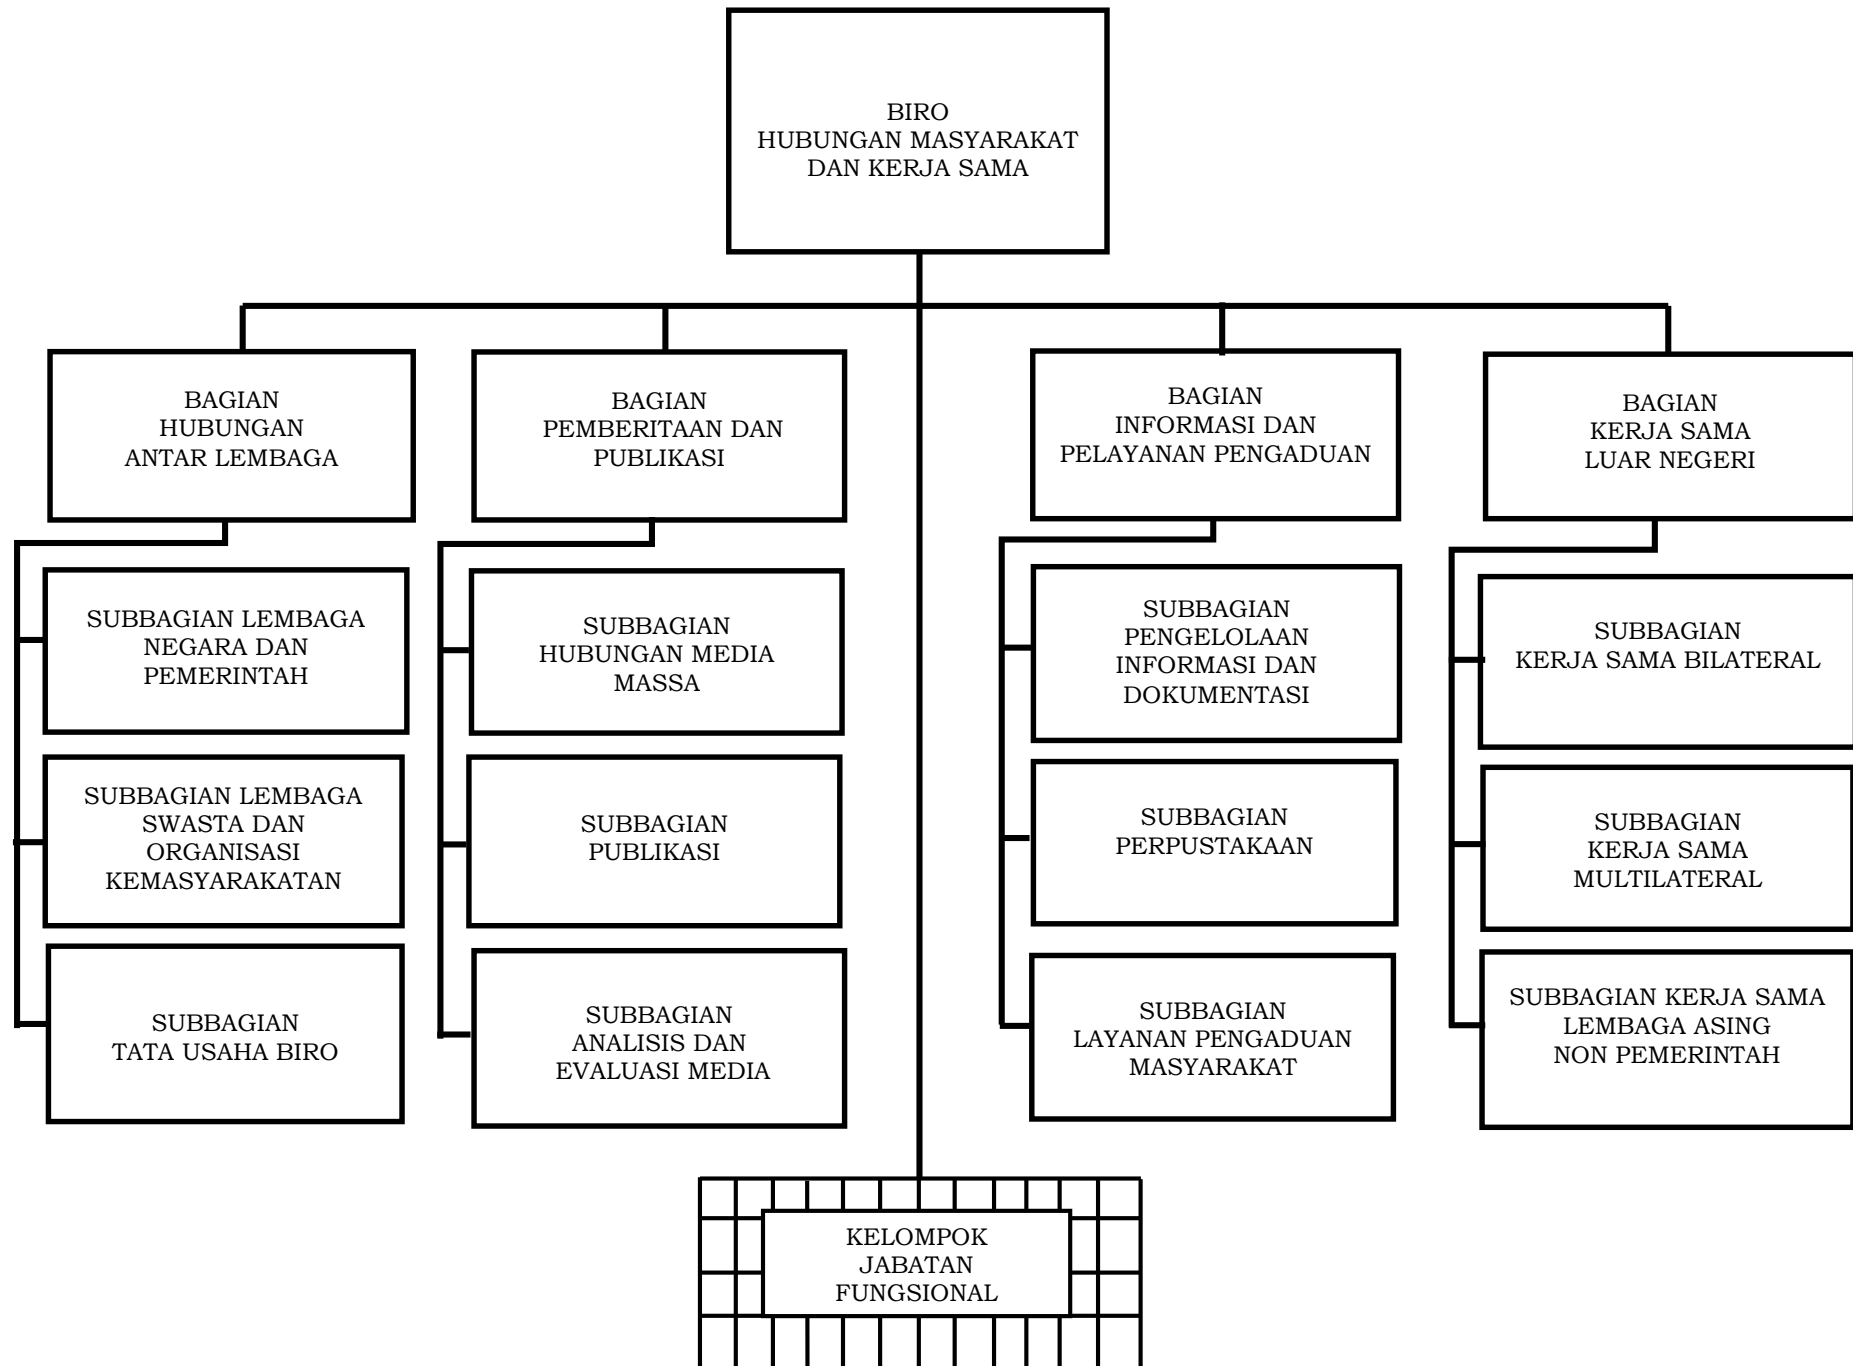 BIRO
HUBUNGAN MASYARAKAT
DAN KERJA SAMA
BAGIAN
HUBUNGAN
ANTAR LEMBAGA
BAGIAN
PEMBERITAAN DAN
PUBLIKASI
BAGIAN
INFORMASI DAN
PELAYANAN PENGADUAN
BAGIAN
KERJA SAMA
LUAR NEGERI
SUBBAGIAN LEMBAGA
NEGARA DAN
PEMERINTAH
SUBBAGIAN LEMBAGA
SWASTA DAN
ORGANISASI
KEMASYARAKATAN
SUBBAGIAN
TATA USAHA BIRO
SUBBAGIAN
HUBUNGAN MEDIA
MASSA
SUBBAGIAN
PUBLIKASI
SUBBAGIAN
ANALISIS DAN
EVALUASI MEDIA
SUBBAGIAN
PENGELOLAAN
INFORMASI DAN
DOKUMENTASI
SUBBAGIAN
PERPUSTAKAAN
SUBBAGIAN
LAYANAN PENGADUAN
MASYARAKAT
SUBBAGIAN
KERJA SAMA BILATERAL
SUBBAGIAN
KERJA SAMA
MULTILATERAL
SUBBAGIAN KERJA SAMA
LEMBAGA ASING
NON PEMERINTAH
KELOMPOK
JABATAN
FUNGSIONAL